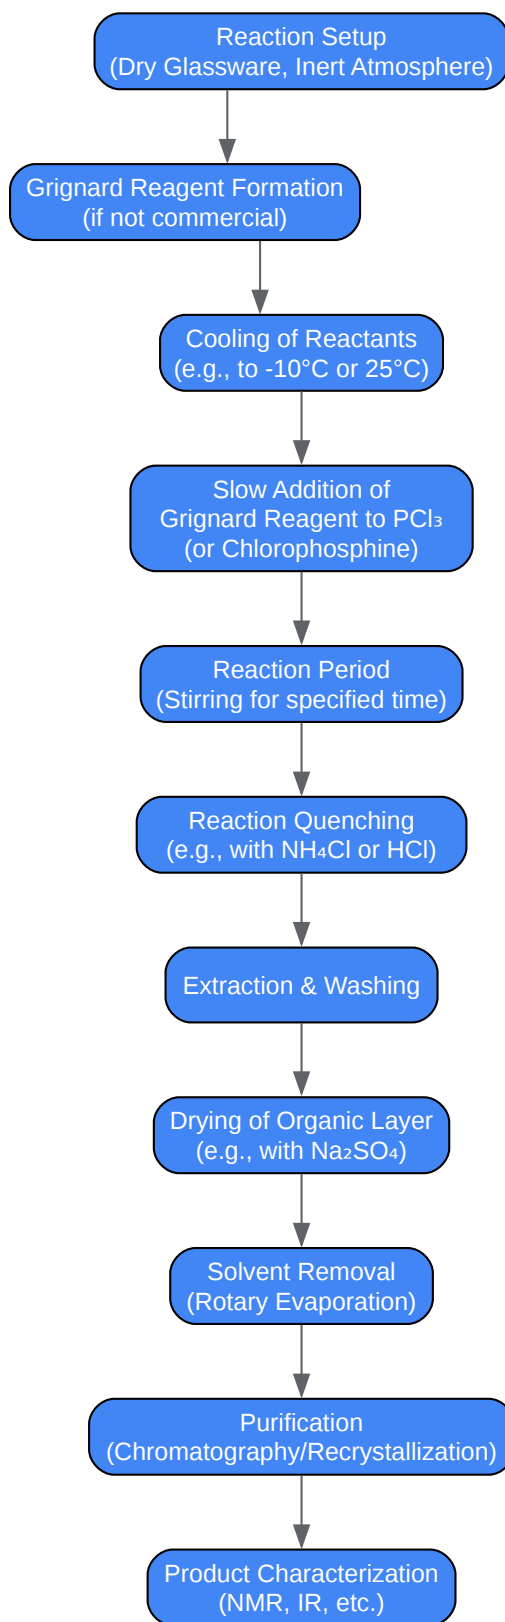 Reaction Setup
(Dry Glassware, Inert Atmosphere)
Grignard Reagent Formation
(if not commercial)
Cooling of Reactants
(e.g., to -10°C or 25°C)
Slow Addition of
Grignard Reagent to PCl₃
(or Chlorophosphine)
Reaction Period
(Stirring for specified time)
Reaction Quenching
(e.g., with NH₄Cl or HCl)
Extraction & Washing
Drying of Organic Layer
(e.g., with Na₂SO₄)
Solvent Removal
(Rotary Evaporation)
Purification
(Chromatography/Recrystallization)
Product Characterization
(NMR, IR, etc.)